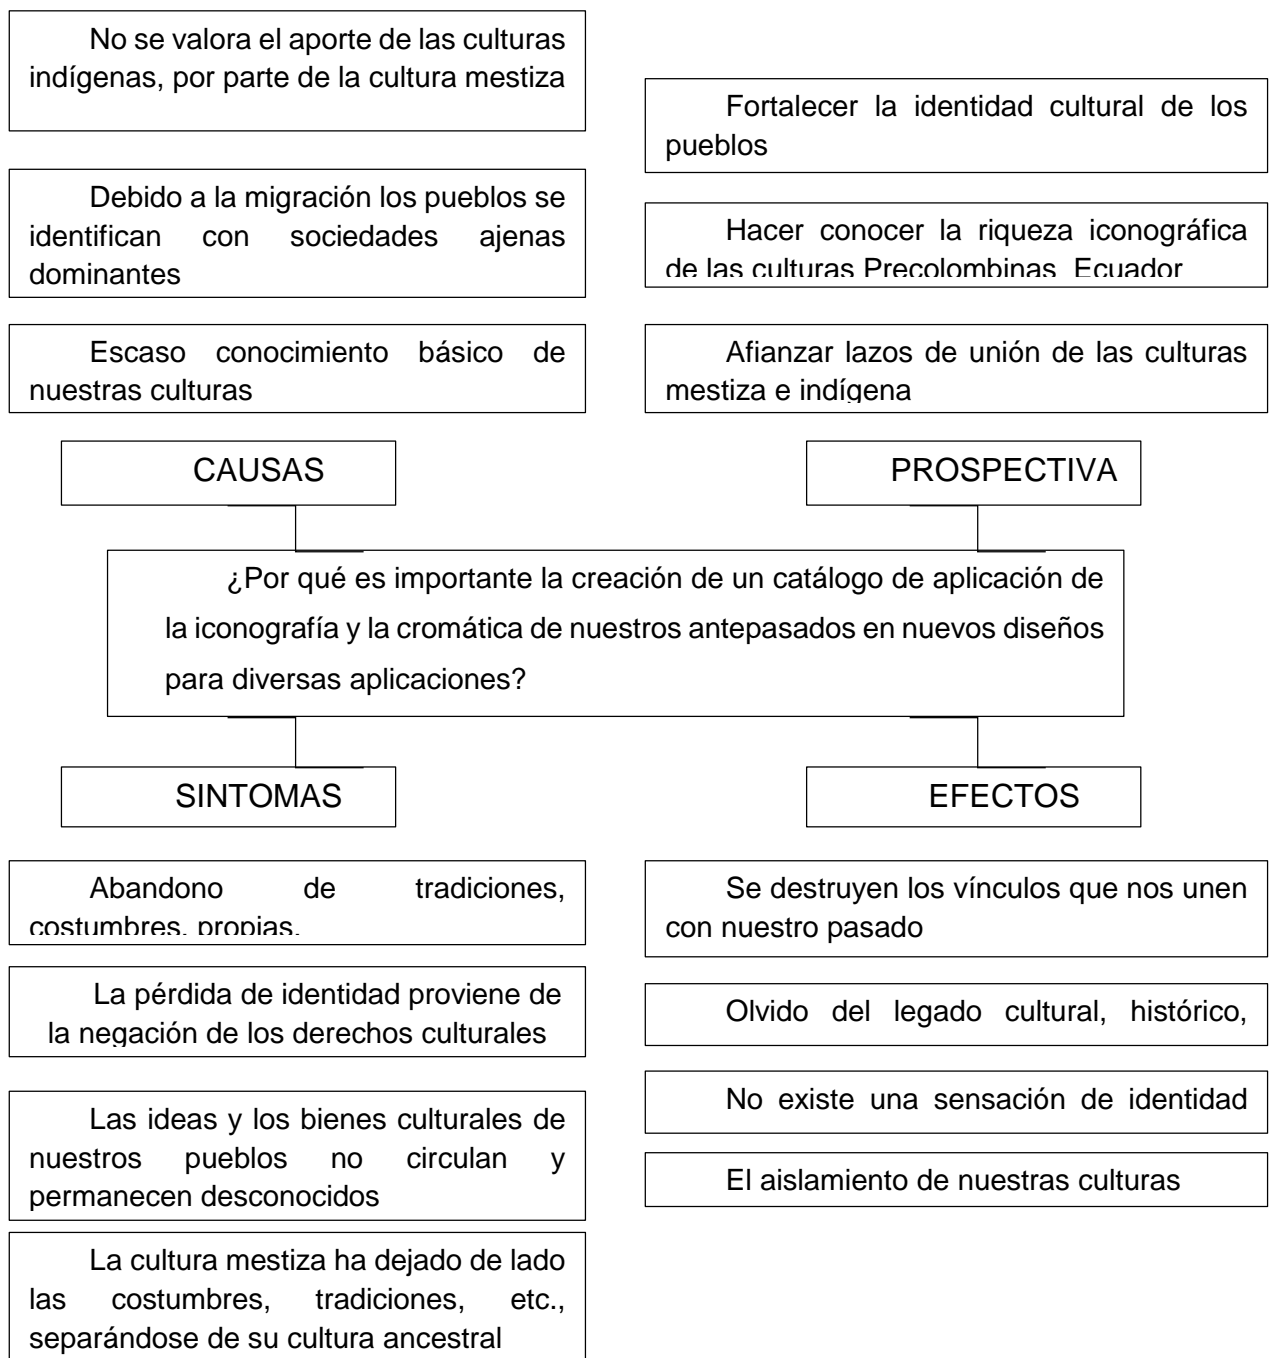 No se valora el aporte de las culturas
indígenas, por parte de la cultura mestiza
Debido a la migración los pueblos se
identifican con sociedades ajenas
dominantes
Escaso conocimiento básico de
nuestras culturas
Fortalecer la identidad cultural de los
pueblos
Hacer conocer la riqueza iconográfica
de las culturas Precolombinas Ecuador
Afianzar lazos de unión de las culturas
mestiza e indígena
CAUSAS
PROSPECTIVA
¿Por qué es importante la creación de un catálogo de aplicación de
la iconografía y la cromática de nuestros antepasados en nuevos diseños
para diversas aplicaciones?
SINTOMAS
EFECTOS
Abandono de tradiciones,
costumbres, propias.
La pérdida de identidad proviene de
la negación de los derechos culturales
Las ideas y los bienes culturales de
nuestros pueblos no circulan y
permanecen desconocidos
La cultura mestiza ha dejado de lado
las costumbres, tradiciones, etc.,
separándose de su cultura ancestral
Se destruyen los vínculos que nos unen
con nuestro pasado
Olvido del legado cultural, histórico,
No existe una sensación de identidad
El aislamiento de nuestras culturas